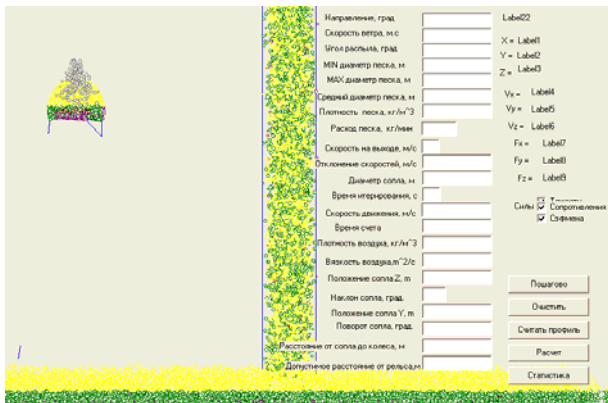 Направление, град Label22
Скорость ветра, м.с
Угол распыла, град
X = Label1
MIN диаметр песка, м
Y = Label2
MAX диаметр песка, м
Z = Label3
Средний диаметр песка, м
Vx = Label4
Плотность песка, кг/м^3
Vy = Label5
Расход песка, кг/мин
Vz = Label6
Скорость на выходе, м/с
Fx = Label7
Отклонение скоростей, м/с
Fy = Label8
Диаметр сопла, м
Fz = Label9
Время итерирования, с
Скорость движения, м/с
Силы Сопротивления
Сэфмена
Время счета
Плотность воздуха, кг/м^3
Вязкость воздуха,m^2/c
Положение сопла Z, m
Пошагово
Наклон сопла, град.
Очистить
Положение сопла Y, m
Поворот сопла, град.
Считать профиль
Расстояние от сопла до колеса, м
Расчет
Допустимое расстояние от рельса,м
Статистика